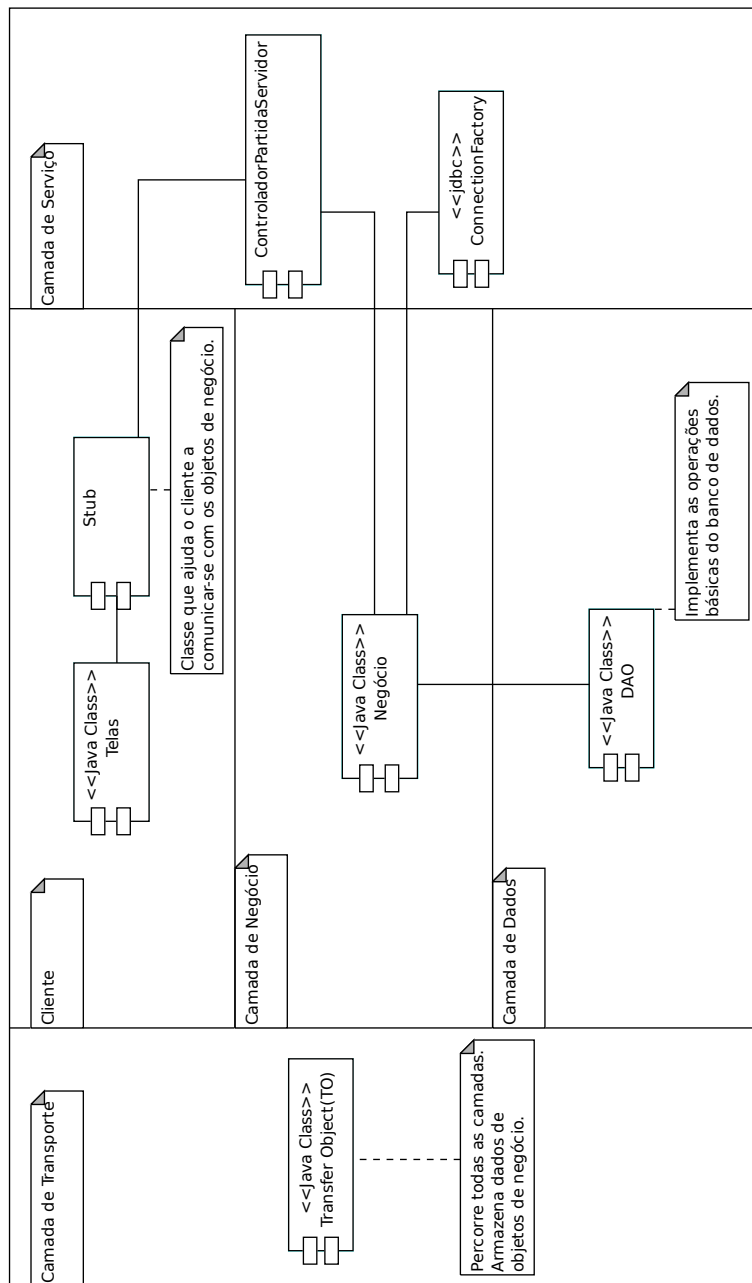 Camada de Transporte
<<Java Class>>
Transfer Object(TO)
Percorre todas as camadas.
Armazena dados de
objetos de negócio.
Cliente
<<Java Class>>
Telas
Stub
Classe que ajuda o cliente a
comunicar-se com os objetos de negócio.
Camada de Negócio
<<Java Class>>
Negócio
Camada de Dados
<<Java Class>>
DAO
Implementa as operações
básicas do banco de dados.
Camada de Serviço
ControladorPartidaServidor
<<jdbc>>
ConnectionFactory